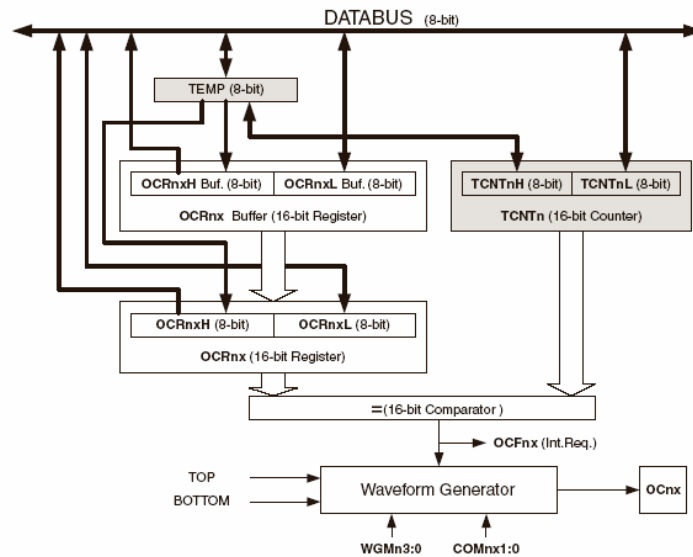 DATABUS (8-bit)
TEMP (8-bit)
OCRnxH Buf. (8-bit) OCRnxL Buf. (8-bit)
OCRnx Buffer (16-bit Register)
TCNTnH (8-bit) TCNTnL (8-bit)
TCNTn (16-bit Counter)
OCRnxH (8-bit) OCRnxL (8-bit)
OCRnx (16-bit Register)
=(16-bit Comparator )
OCFnx (Int.Req.)
TOP
BOTTOM
Waveform Generator
OCnx
WGMn3:0 COMnx1:0